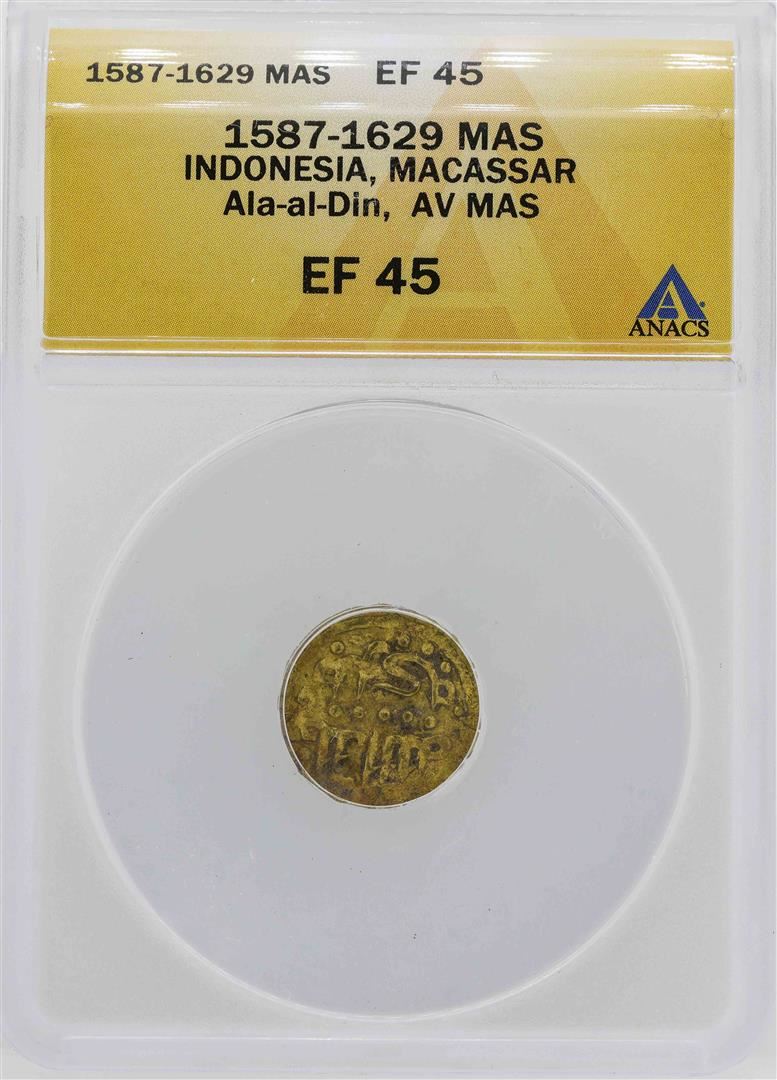 1587-1629 MAS EF 45
1587-1629 MAS
INDONESIA, MACASSAR
Ala-al-Din, AV MAS
EF 45
ANACS